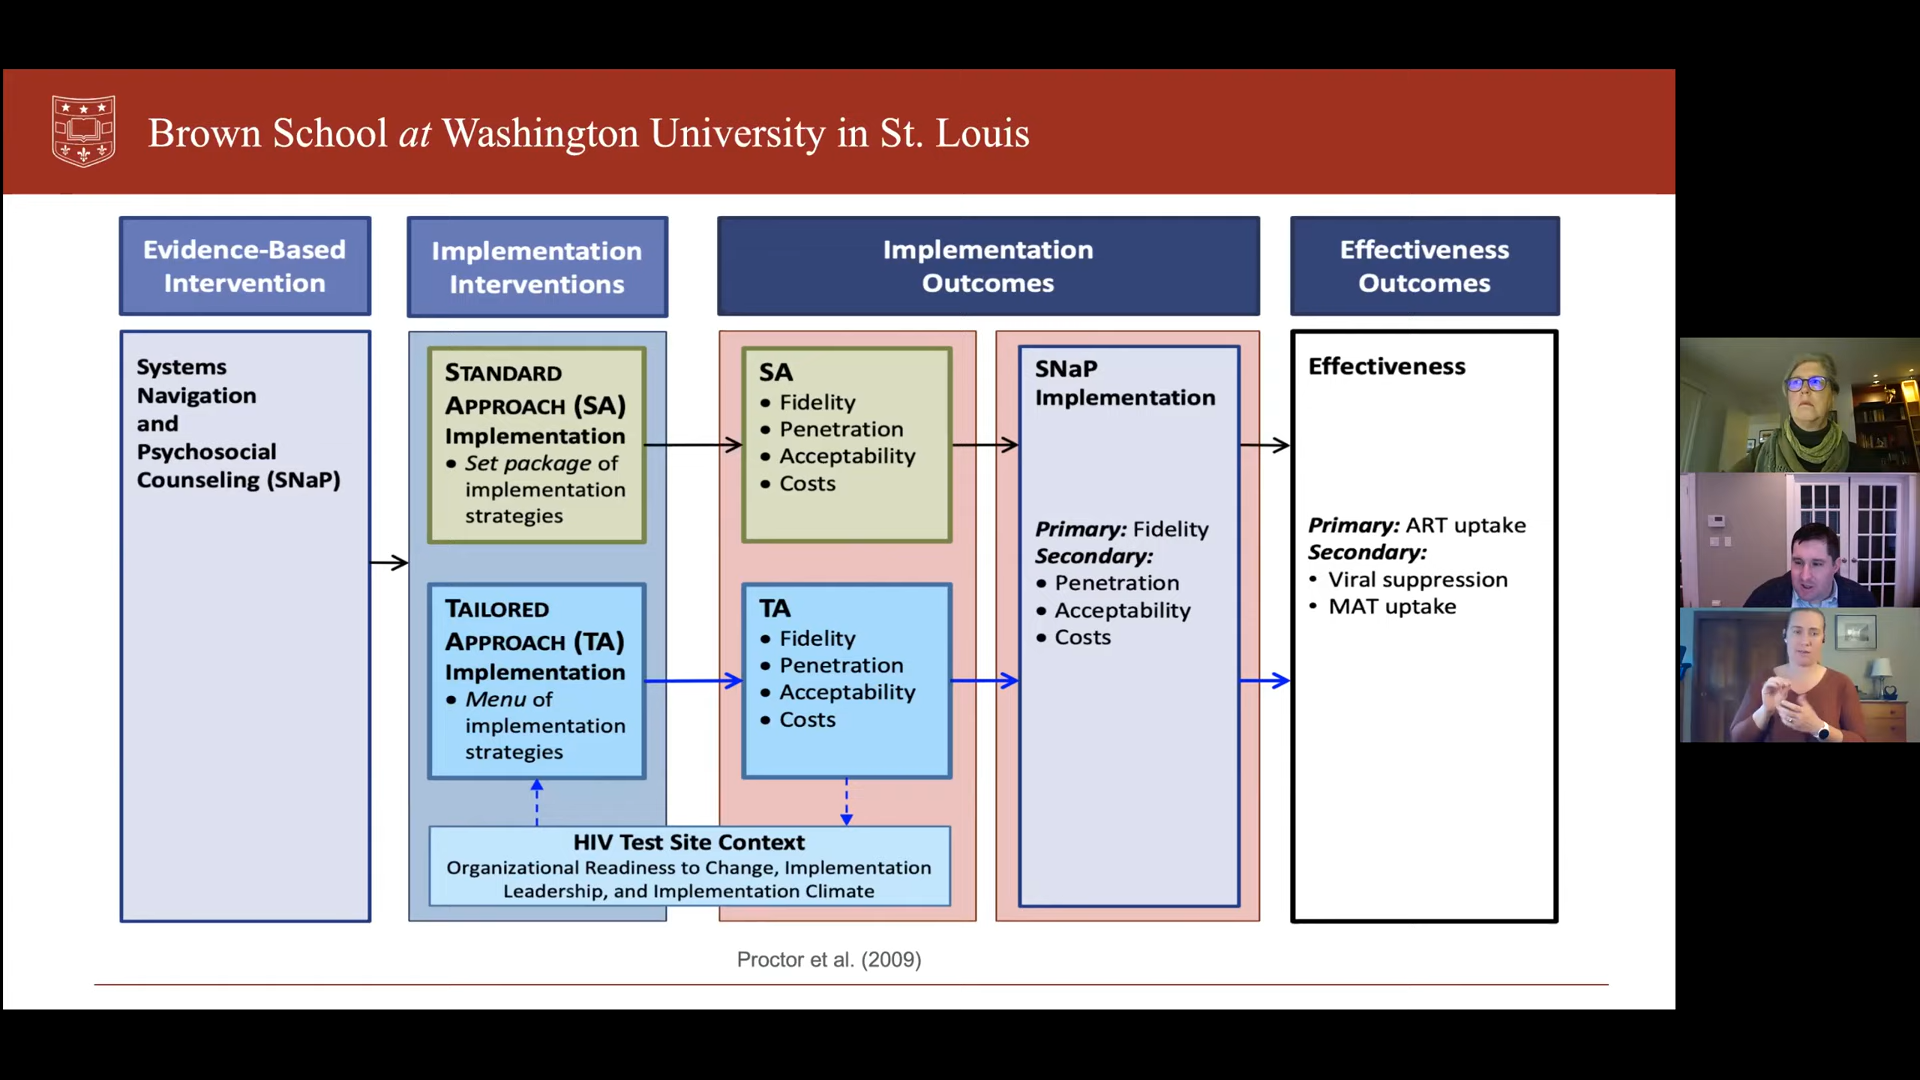 Brown School at Washington University in St. Louis
Evidence-Based
Intervention
Implementation
Interventions
Implementation
Outcomes
Effectiveness
Outcomes
Systems
Navigation
and
Psychosocial
Counseling (SNaP)
STANDARD
APPROACH (SA)
Implementation
• Set package of
implementation
strategies
TAILORED
APPROACH (TA)
Implementation
• Menu of
implementation
strategies
SA
• Fidelity
• Penetration
• Acceptability
• Costs
TA
• Fidelity
• Penetration
• Acceptability
• Costs
HIV Test Site Context
Organizational Readiness to Change, Implementation
Leadership, and Implementation Climate
SNaP
Implementation
Primary: Fidelity
Secondary:
• Penetration
• Acceptability
• Costs
Effectiveness
Primary: ART uptake
Secondary:
• Viral suppression
• MAT uptake
Proctor et al. (2009)